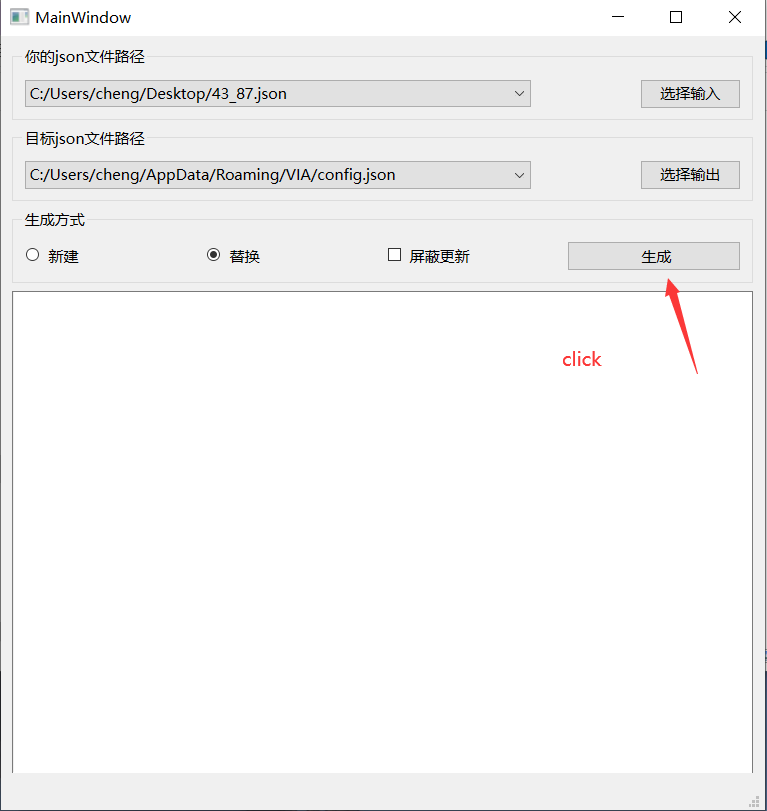 MainWindow
你的json文件路径
C:/Users/cheng/Desktop/43_87.json
选择输入
目标json文件路径
C:/Users/cheng/AppData/Roaming/VIA/config.json
选择输出
生成方式
新建
替换
屏蔽更新
生成
click